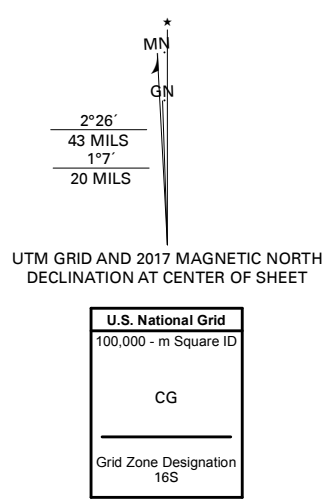 ★
MN
GN
2°26´
43 MILS
1°7´
20 MILS
UTM GRID AND 2017 MAGNETIC NORTH
DECLINATION AT CENTER OF SHEET
U.S. National Grid
100,000 - m Square ID
CG
Grid Zone Designation
16S